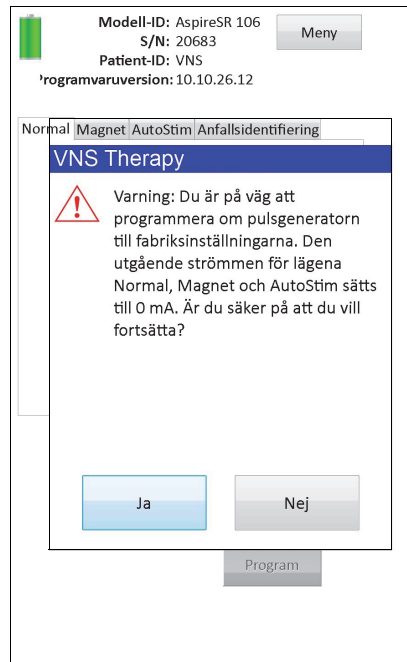 Modell-ID: AspireSR 106
S/N: 20683
Patient-ID: VNS
Programvaruversion: 10.10.26.12
Meny
Normal Magnet AutoStim Anfallsidentifiering
VNS Therapy
Varning: Du är på väg att
programmera om pulsgeneratorn
till fabriksinställningarna. Den
utgående strömmen för lägena
Normal, Magnet och AutoStim sätts
till 0 mA. Är du säker på att du vill
fortsätta?
Ja
Nej
Program